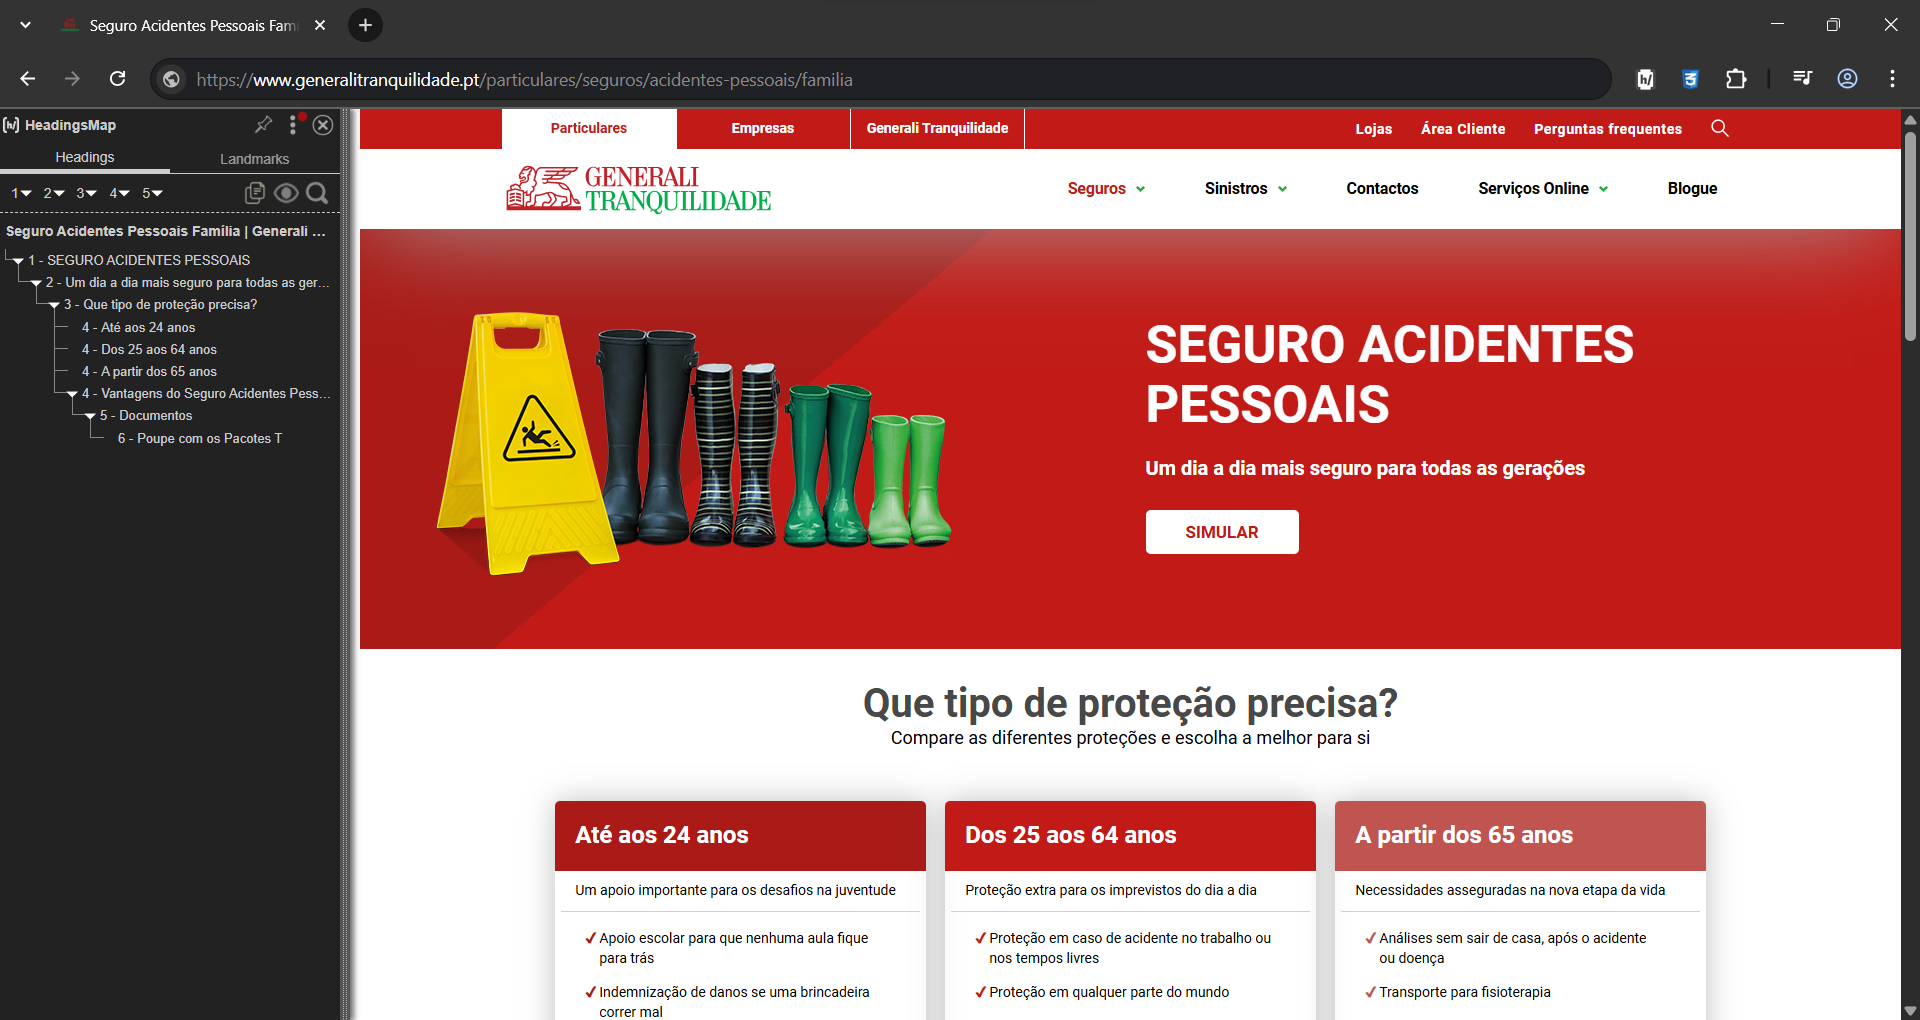 Seguro Acidentes Pessoais Fam
https://www.generalitranquilidade.pt/particulares/seguros/acidentes-pessoais/familia
HeadingsMap
Headings
Landmarks
1 2 3 4 5
Seguro Acidentes Pessoais Família | Generali ...
1 - SEGURO ACIDENTES PESSOAIS
2 - Um dia a dia mais seguro para todas as ger...
3 - Que tipo de proteção precisa?
4 - Até aos 24 anos
4 - Dos 25 aos 64 anos
4 - A partir dos 65 anos
4 - Vantagens do Seguro Acidentes Pess...
5 - Documentos
6 - Poupe com os Pacotes T
Particulares
Empresas
Generali Tranquilidade
Lojas
Área Cliente
Perguntas frequentes
GENERALI
TRANQUILIDADE
Seguros
Sinistros
Contactos
Serviços Online
Blogue
SEGURO ACIDENTES
PESSOAIS
Um dia a dia mais seguro para todas as gerações
SIMULAR
Que tipo de proteção precisa?
Compare as diferentes proteções e escolha a melhor para si
Até aos 24 anos
Um apoio importante para os desafios na juventude
Apoio escolar para que nenhuma aula fique
para trás
Indemnização de danos se uma brincadeira
correr mal
Dos 25 aos 64 anos
Proteção extra para os imprevistos do dia a dia
Proteção em caso de acidente no trabalho ou
nos tempos livres
Proteção em qualquer parte do mundo
A partir dos 65 anos
Necessidades asseguradas na nova etapa da vida
Análises sem sair de casa, após o acidente
ou doença
Transporte para fisioterapia